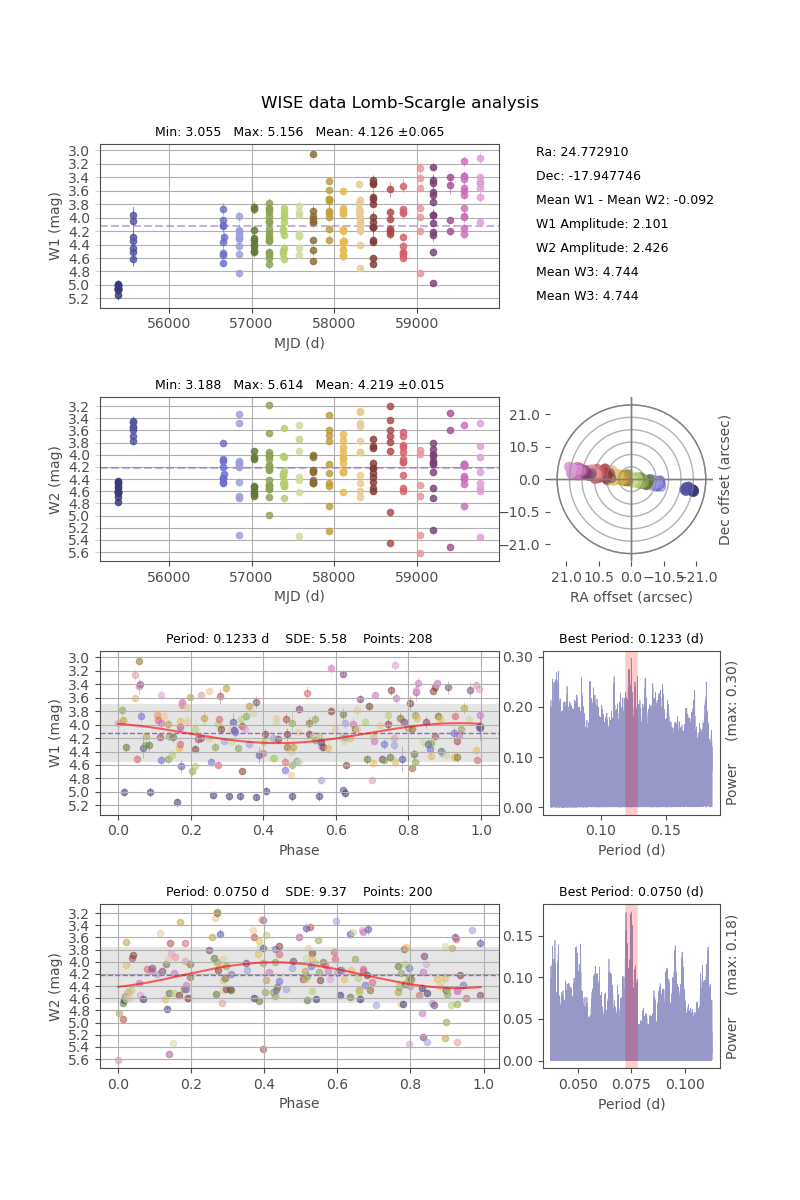 WISE data Lomb-Scargle analysis
Min: 3.055 Max: 5.156 Mean: 4.126 ±0.065
3.0
3.2
3.4
3.6
3.8
4.0
4.2
4.4
4.6
4.8
5.0
5.2
W1 (mag)
56000 57000 58000 59000
MJD (d)
Ra: 24.772910
Dec: -17.947746
Mean W1 - Mean W2: -0.092
W1 Amplitude: 2.101
W2 Amplitude: 2.426
Mean W3: 4.744
Mean W3: 4.744
Min: 3.188 Max: 5.614 Mean: 4.219 ±0.015
3.2
3.4
3.6
3.8
4.0
4.2
4.4
4.6
4.8
5.0
5.2
5.4
5.6
W2 (mag)
56000 57000 58000 59000
MJD (d)
21.0
10.5
0.0
−10.5
−21.0
Dec offset (arcsec)
21.0 10.5 0.0 −10.5 −21.0
RA offset (arcsec)
Period: 0.1233 d SDE: 5.58 Points: 208
3.0
3.2
3.4
3.6
3.8
4.0
4.2
4.4
4.6
4.8
5.0
5.2
W1 (mag)
0.0 0.2 0.4 0.6 0.8 1.0
Phase
Best Period: 0.1233 (d)
0.30
0.20
0.10
0.00
Power (max: 0.30)
0.10 0.15
Period (d)
Period: 0.0750 d SDE: 9.37 Points: 200
3.2
3.4
3.6
3.8
4.0
4.2
4.4
4.6
4.8
5.0
5.2
5.4
5.6
W2 (mag)
0.0 0.2 0.4 0.6 0.8 1.0
Phase
Best Period: 0.0750 (d)
0.15
0.10
0.05
0.00
Power (max: 0.18)
0.050 0.075 0.100
Period (d)